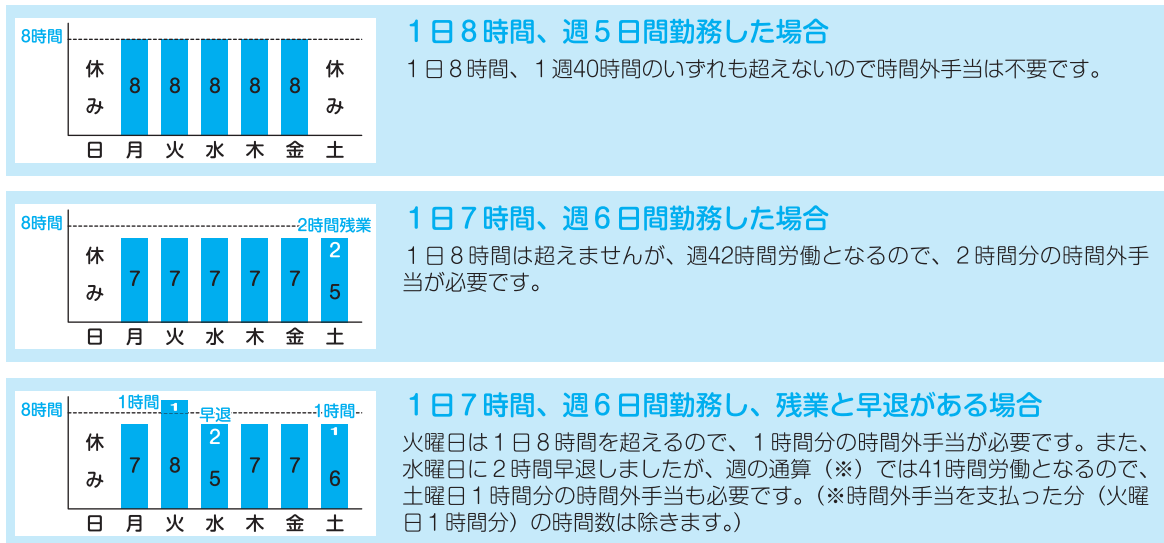 8時間
休み 8 8 8 8 8 休み
日 月 火 水 木 金 土
1日8時間、週5日間勤務した場合
1日8時間、1週40時間のいずれも超えないので時間外手当は不要です。
8時間
2時間残業
休み 7 7 7 7 7 2 5
日 月 火 水 木 金 土
1日7時間、週6日間勤務した場合
1日8時間は超えませんが、週42時間労働となるので、2時間分の時間外手
当が必要です。
8時間
1時間 早退 1時間
休み 7 1 8 2 5 7 7 1 6
日 月 火 水 木 金 土
1日7時間、週6日間勤務し、残業と早退がある場合
火曜日は1日8時間を超えるので、1時間分の時間外手当が必要です。また、
水曜日に2時間早退しましたが、週の通算（※）では41時間労働となるので、
土曜日1時間分の時間外手当も必要です。（※時間外手当を支払った分（火曜
日1時間分）の時間数は除きます。）